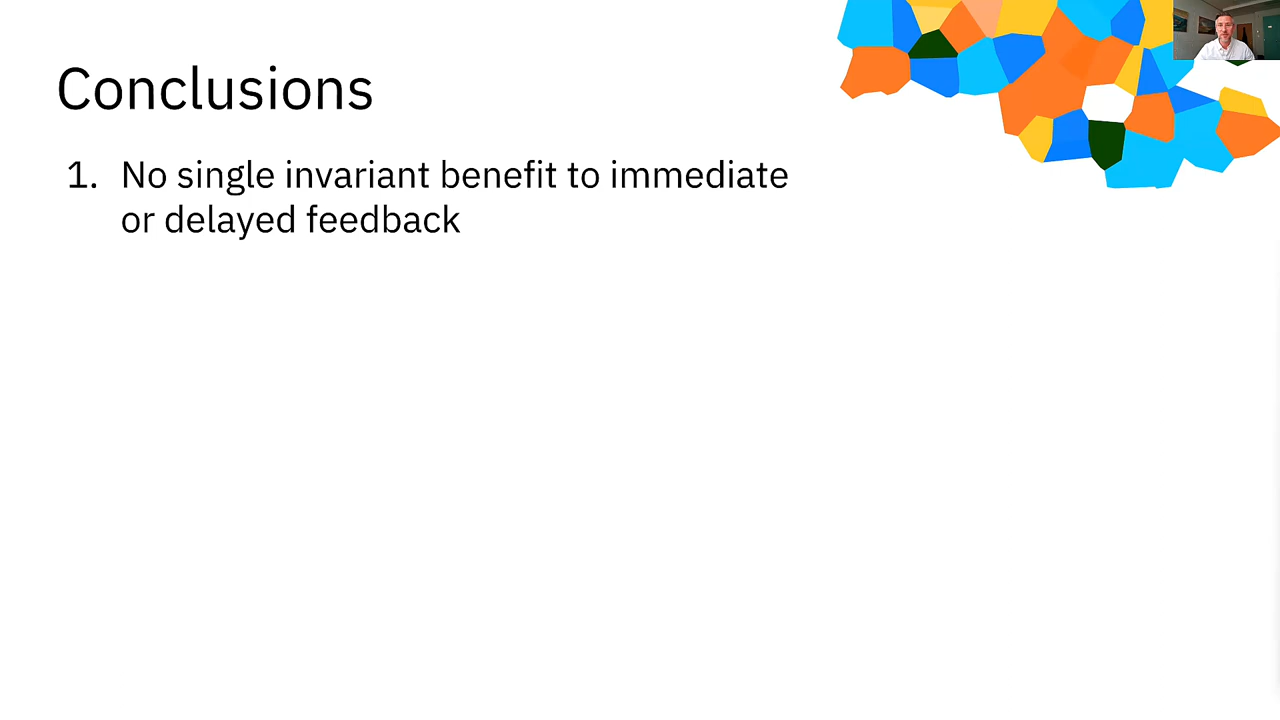 Conclusions
1. No single invariant benefit to immediate
or delayed feedback